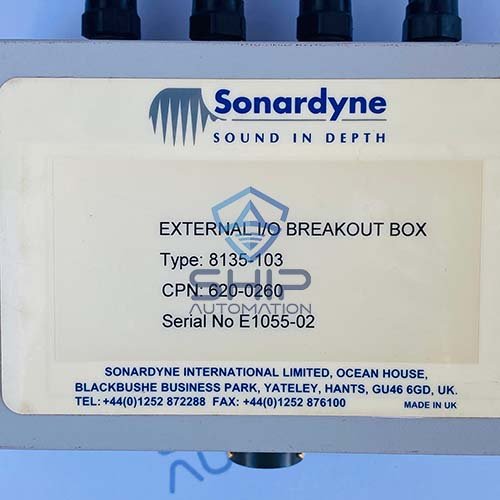 Sonardyne
SOUND IN DEPTH
EXTERNAL I/O BREAKOUT BOX
Type: 8135-103
CPN: 620-0260
SHIP
AUTOMATION
Serial No E1055-02
SONARDYNE INTERNATIONAL LIMITED, OCEAN HOUSE,
BLACKBUSHE BUSINESS PARK, YATELEY, HANTS, GU46 6GD, UK.
TEL: +44(0)1252 872288 FAX: +44(0)1252 876100
MADE IN UK